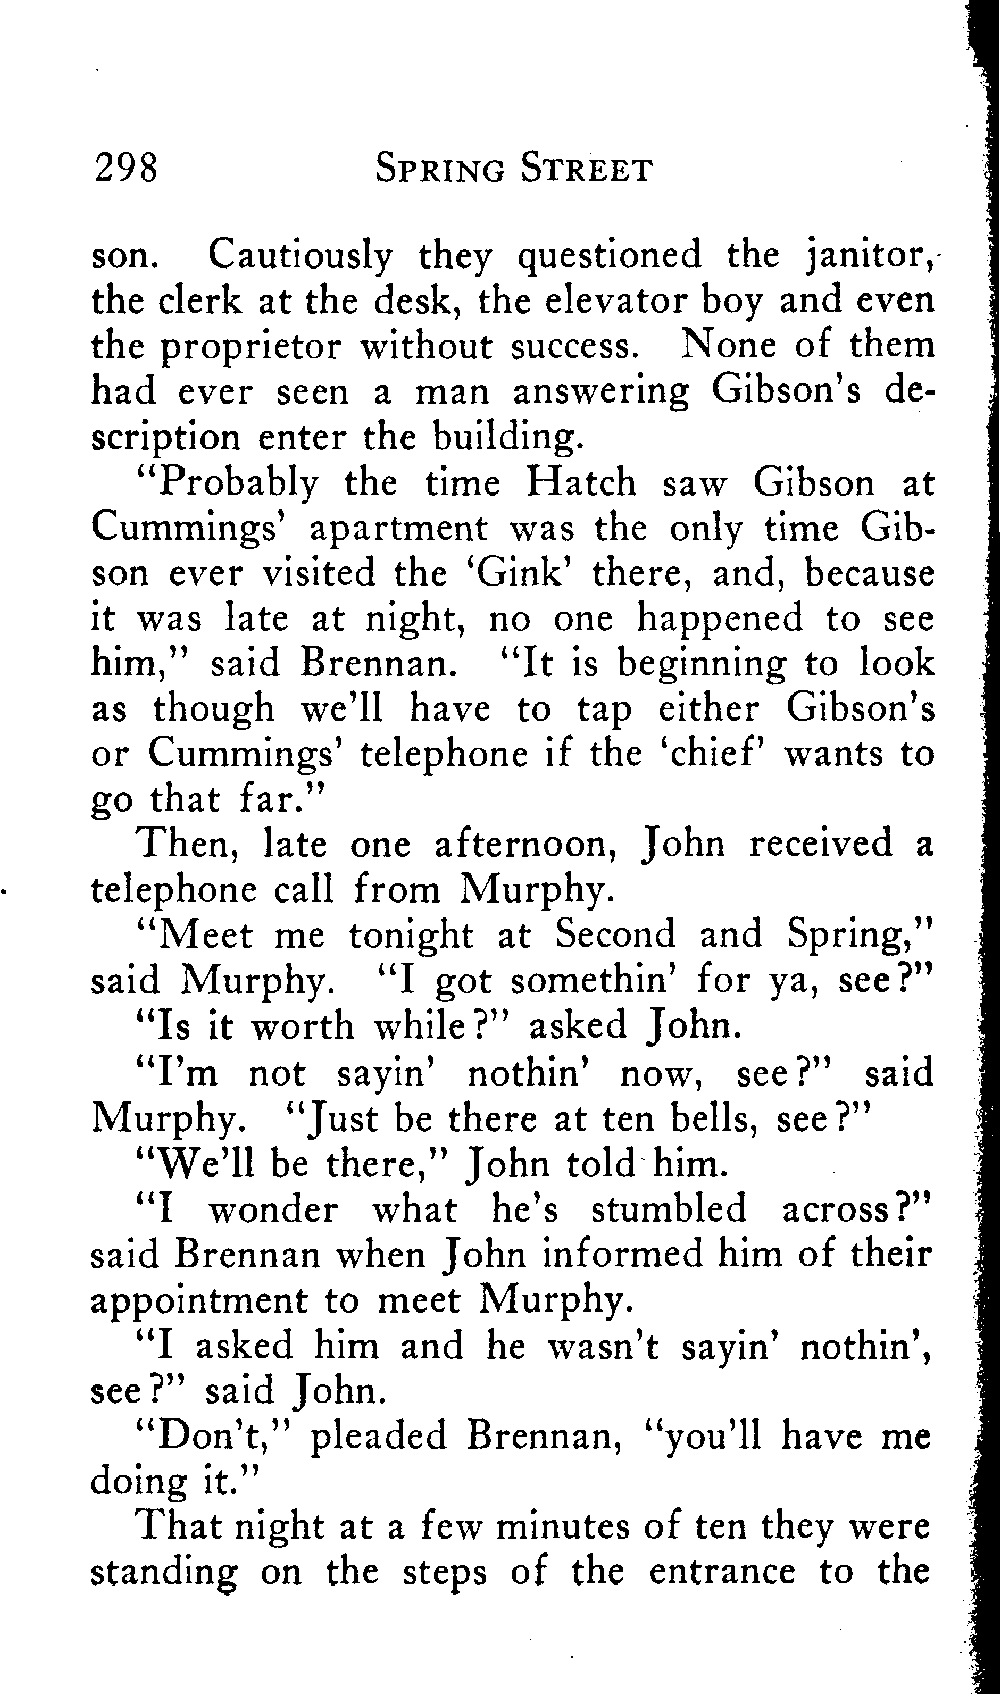 298 SPRING STREET
son. Cautiously they questioned the janitor,
the clerk at the desk, the elevator boy and even
the proprietor without success. None of them
had ever seen a man answering Gibson's de-
scription enter the building.
"Probably the time Hatch saw Gibson at
Cummings' apartment was the only time Gib-
son ever visited the 'Gink' there, and, because
it was late at night, no one happened to see
him," said Brennan. "It is beginning to look
as though we'll have to tap either Gibson's
or Cummings' telephone if the 'chief' wants to
go that far."
Then, late one afternoon, John received a
telephone call from Murphy.
"Meet me tonight at Second and Spring,"
said Murphy. "I got somethin' for ya, see?"
"Is it worth while?" asked John.
"I'm not sayin' nothin' now, see?" said
Murphy. "Just be there at ten bells, see?"
"We'll be there," John told him.
"I wonder what he's stumbled across?"
said Brennan when John informed him of their
appointment to meet Murphy.
"I asked him and he wasn't sayin' nothin',
see?" said John.
"Don't," pleaded Brennan, "you'll have me
doing it."
That night at a few minutes of ten they were
standing on the steps of the entrance to the